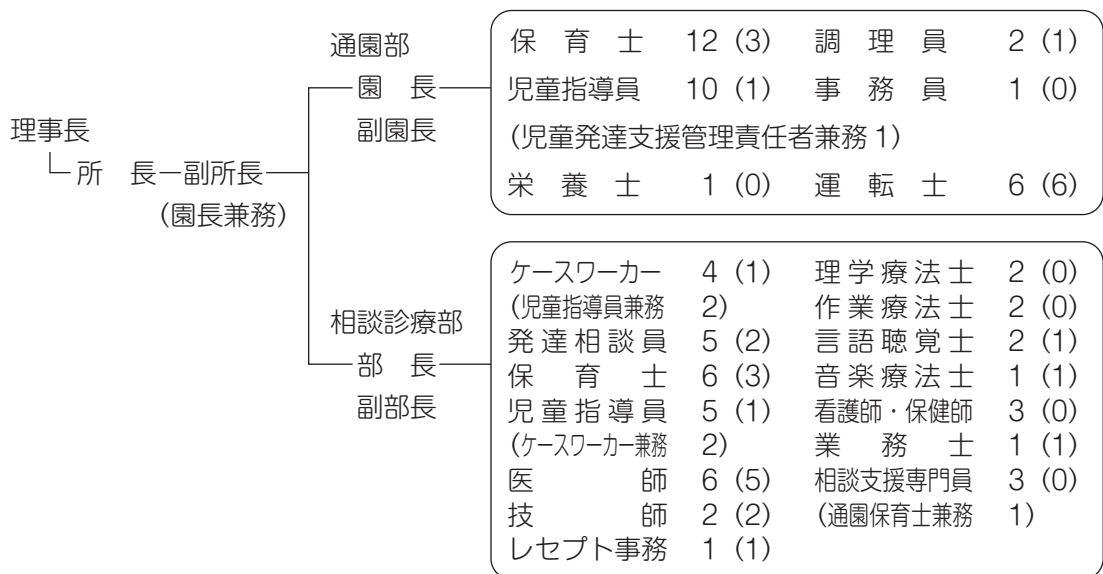 理事長
所　長
副所長
(園長兼務)
通園部
園　長
副園長
保育士 12 (3) 調理員 2 (1)
児童指導員 10 (1) 事務員 1 (0)
(児童発達支援管理責任者兼務 1)
栄養士 1 (0) 運転士 6 (6)
相談診療部
部　長
副部長
ケースワーカー 4 (1) 理学療法士 2 (0)
(児童指導員兼務 2) 作業療法士 2 (0)
発達相談員 5 (2) 言語聴覚士 2 (1)
保育士 6 (3) 音楽療法士 1 (1)
児童指導員 5 (1) 看護師・保健師 3 (0)
(ケースワーカー兼務 2) 業務士 1 (1)
医師 6 (5) 相談支援専門員 3 (0)
技師 2 (2) (通園保育士兼務 1)
レセプト事務 1 (1)